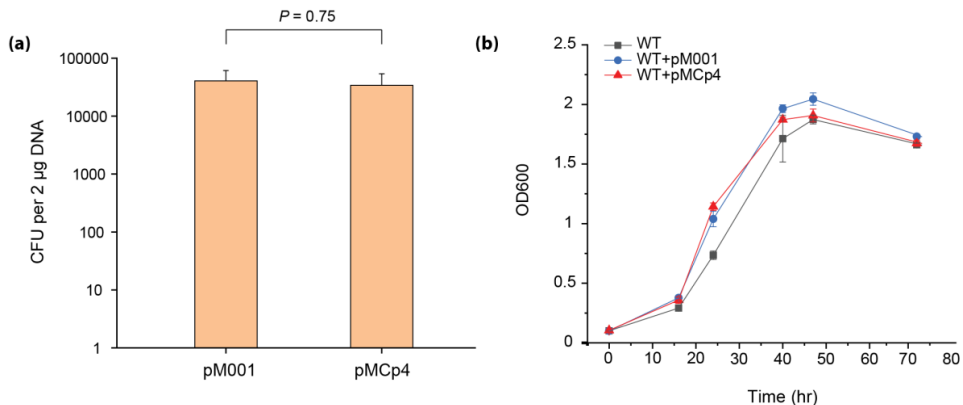 (a)
P = 0.75
CFU per 2 µg DNA
100000
10000
1000
100
10
1
pM001
pMCp4
(b)
WT
WT+pM001
WT+pMCp4
OD600
2.5
2
1.5
1
0.5
0
0
10
20
30
40
50
60
70
80
Time (hr)